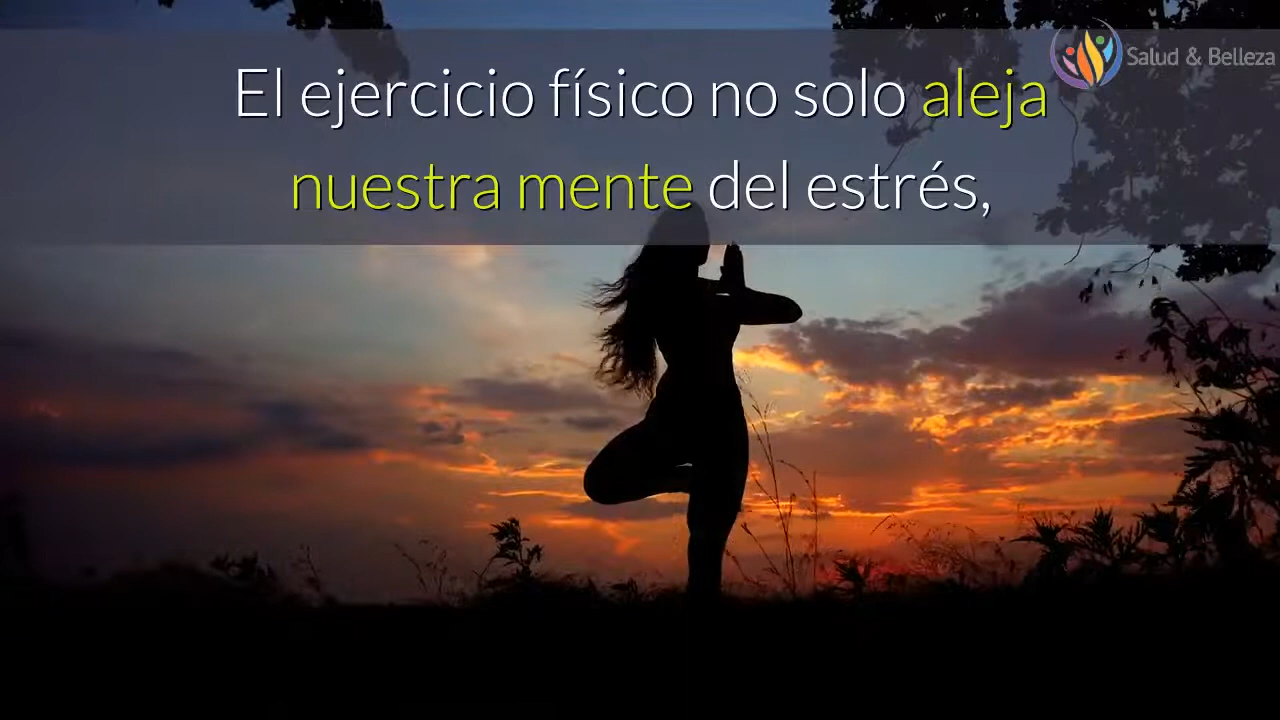 El ejercicio físico no solo aleja
nuestra mente del estrés,
Salud & Belleza